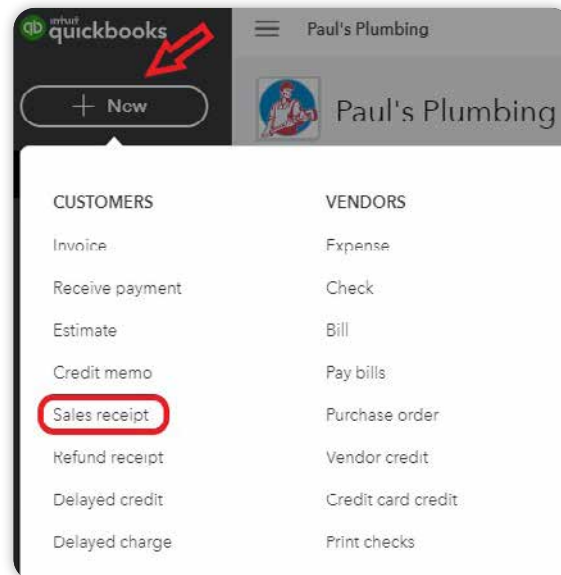 intuit
quickbooks
Paul's Plumbing
+ New
Paul's Plumbing
CUSTOMERS
Invoice
Receive payment
Estimate
Credit memo
Sales receipt
Refund receipt
Delayed credit
Delayed charge
VENDORS
Expense
Check
Bill
Pay bills
Purchase order
Vendor credit
Credit card credit
Print checks